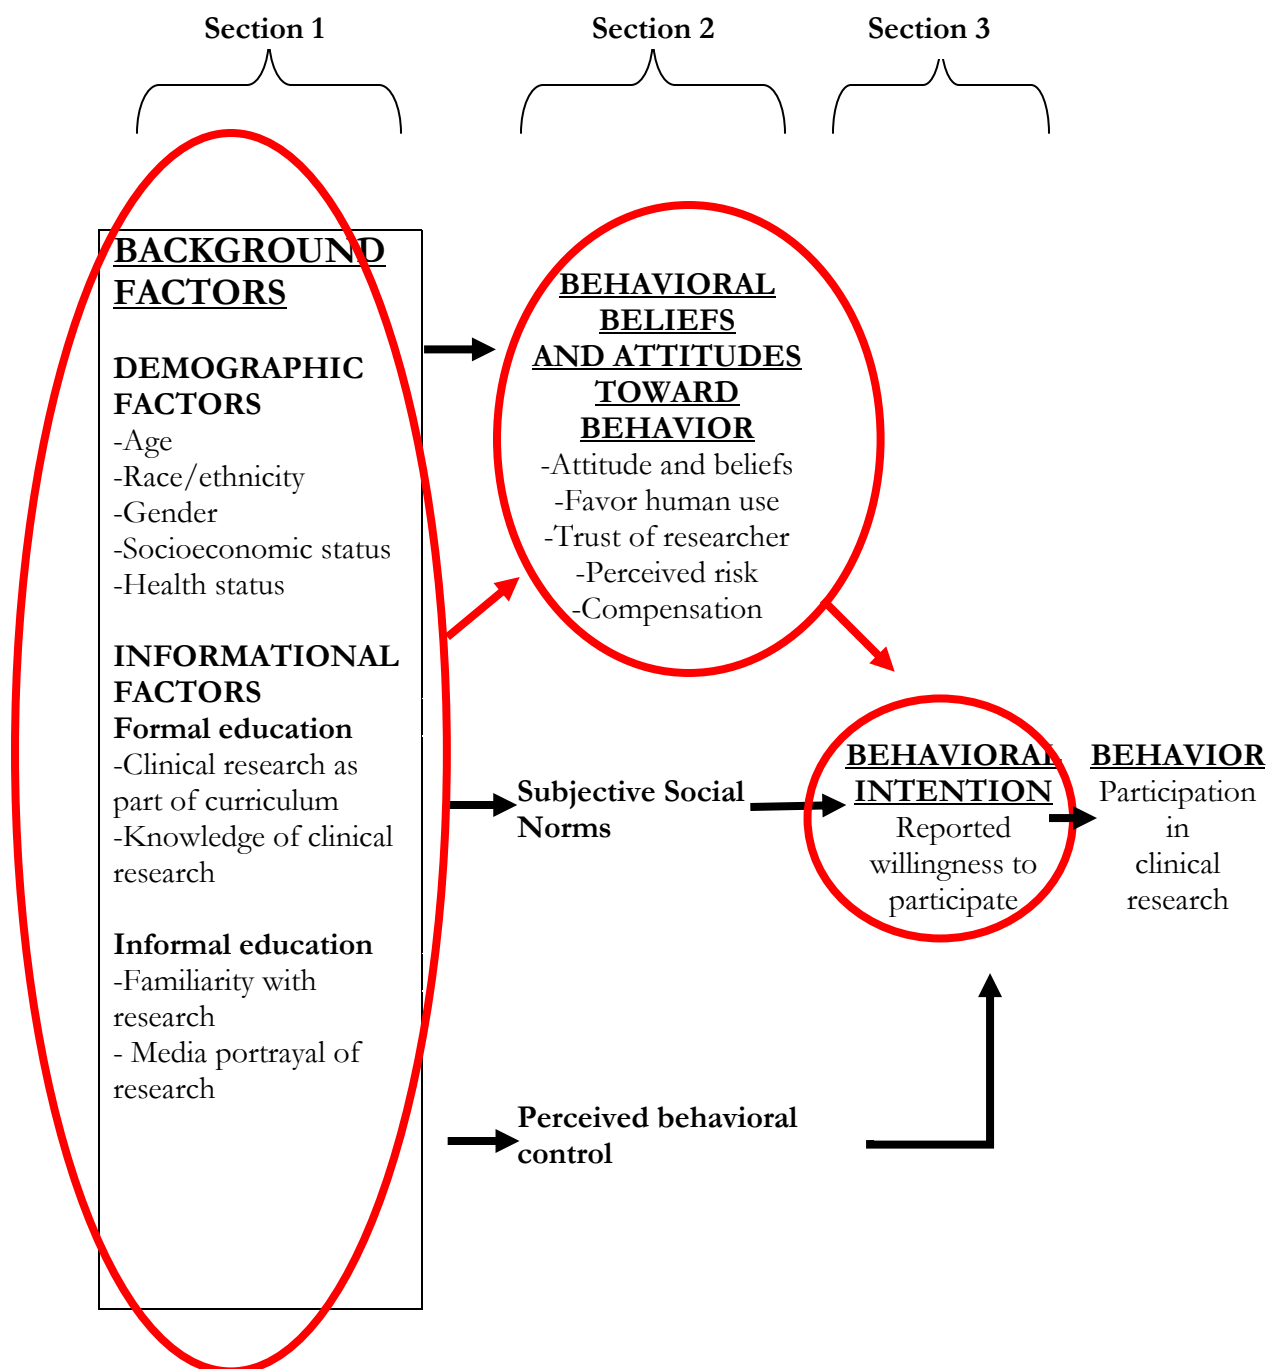 Section 1
Section 2
Section 3
BACKGROUND
FACTORS
DEMOGRAPHIC
FACTORS
-Age
-Race/ethnicity
-Gender
-Socioeconomic status
-Health status
INFORMATIONAL
FACTORS
Formal education
-Clinical research as
part of curriculum
-Knowledge of clinical
research
Informal education
-Familiarity with
research
- Media portrayal of
research
BEHAVIORAL
BELIEFS
AND ATTITUDES
TOWARD
BEHAVIOR
-Attitude and beliefs
-Favor human use
-Trust of researcher
-Perceived risk
-Compensation
Subjective Social
Norms
Perceived behavioral
control
BEHAVIORAL
INTENTION
Reported
willingness to
participate
BEHAVIOR
Participation
in
clinical
research